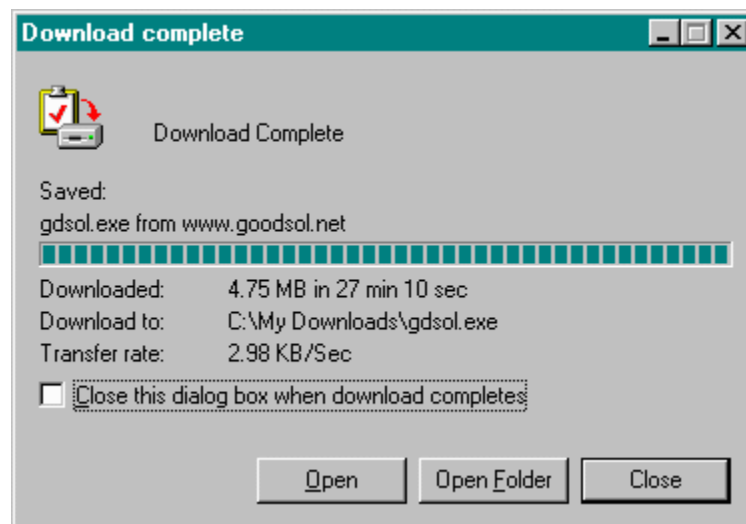 Download complete
Download Complete
Saved:
gdsol.exe from www.goodsol.net
Downloaded: 4.75 MB in 27 min 10 sec
Download to: C:\My Downloads\gdsol.exe
Transfer rate: 2.98 KB/Sec
Close this dialog box when download completes
Open Open Folder Close